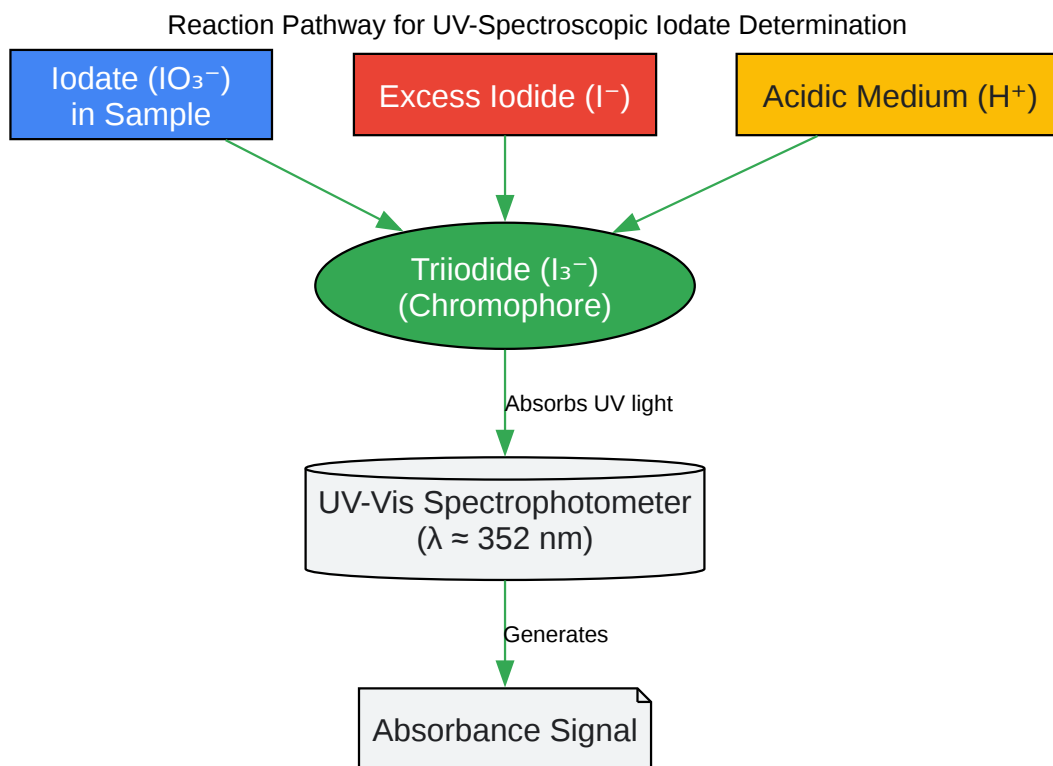 Reaction Pathway for UV-Spectroscopic Iodate Determination
Iodate (IO₃⁻)
in Sample
Excess Iodide (I⁻)
Acidic Medium (H⁺)
Triiodide (I₃⁻)
(Chromophore)
Absorbs UV light
UV-Vis Spectrophotometer
(λ ≈ 352 nm)
Generates
Absorbance Signal